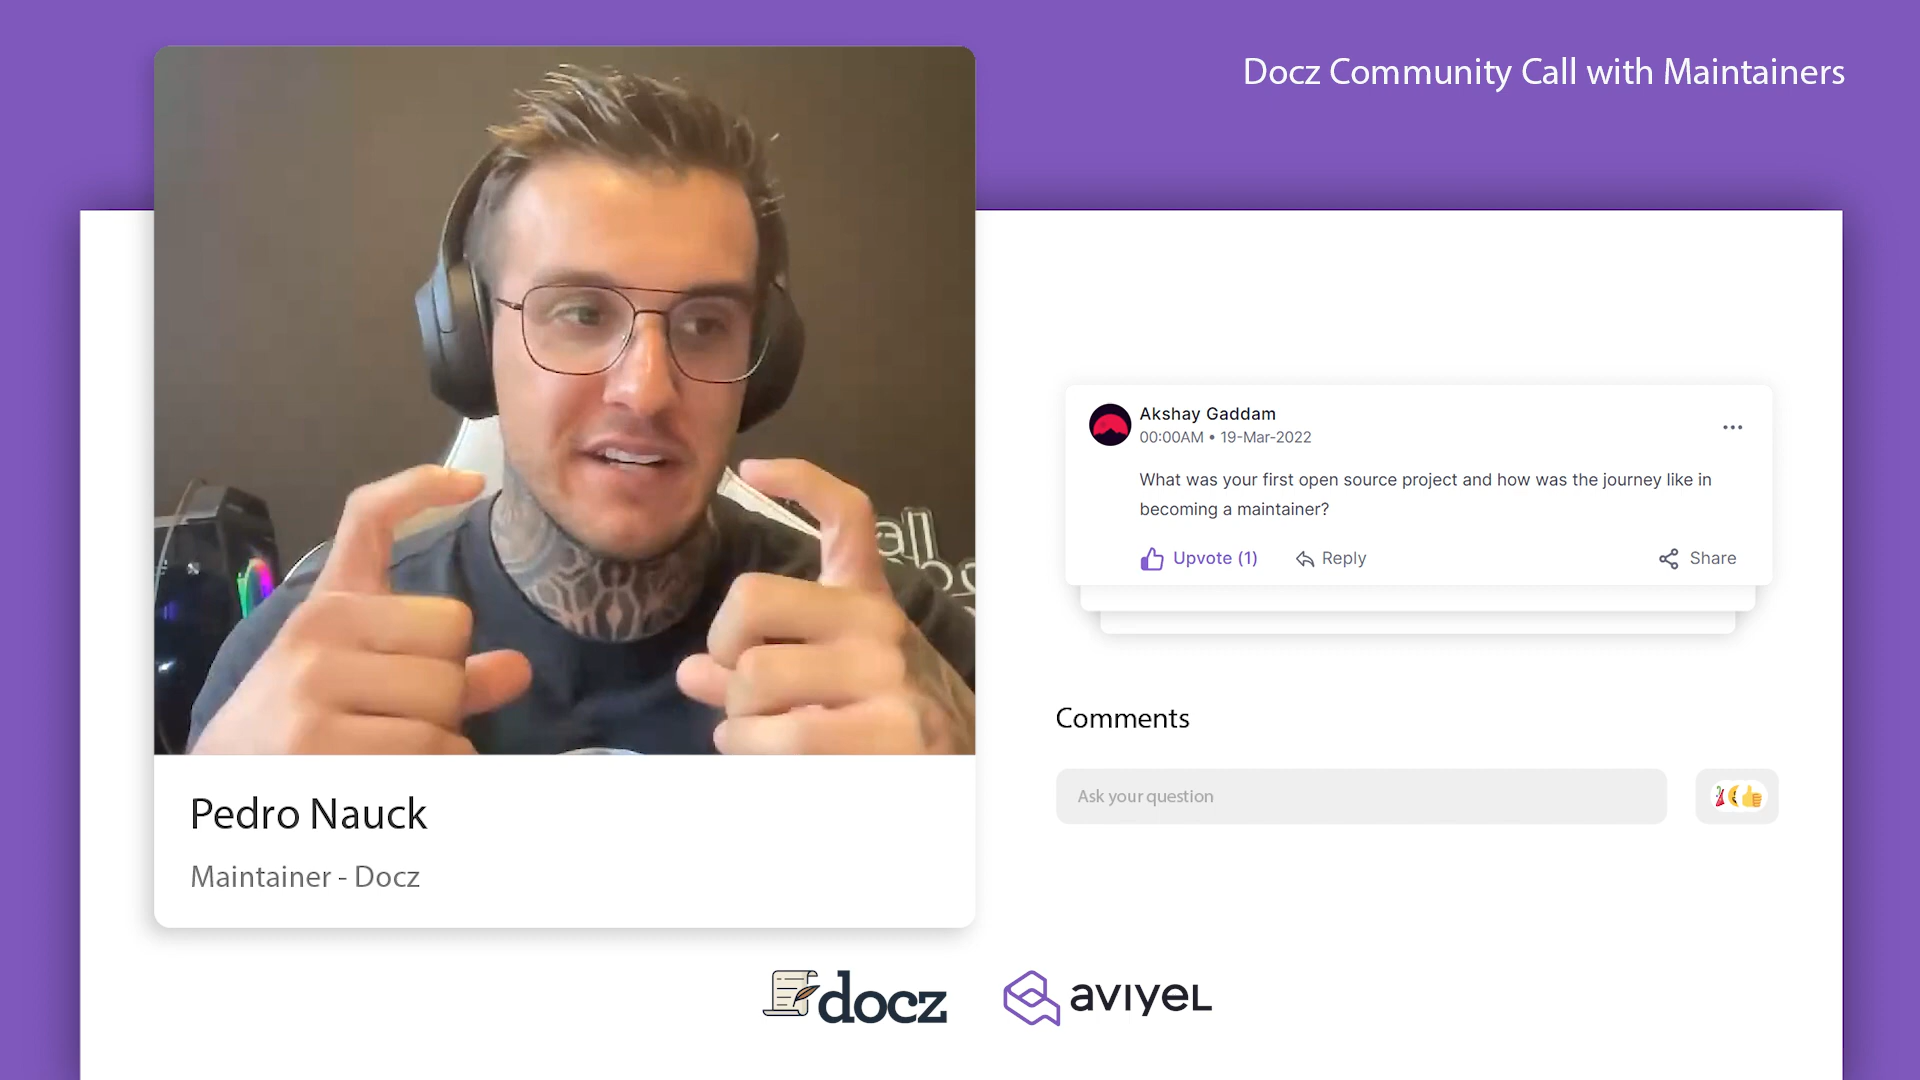 Docz Community Call with Maintainers
Akshay Gaddam
00:00AM • 19-Mar-2022
What was your first open source project and how was the journey like in
becoming a maintainer?
Upvote (1)
Reply
Share
Comments
Ask your question
Pedro Nauck
Maintainer - Docz
docz
aviyel